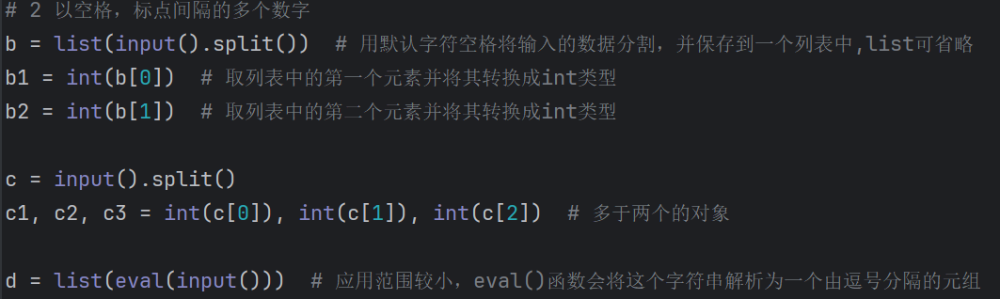 # 2 以空格，标点间隔的多个数字
b = list(input().split())  # 用默认字符空格将输入的数据分割，并保存到一个列表中,list可省略
b1 = int(b[0])  # 取列表中的第一个元素并将其转换成int类型
b2 = int(b[1])  # 取列表中的第二个元素并将其转换成int类型
c = input().split()
c1, c2, c3 = int(c[0]), int(c[1]), int(c[2])  # 多于两个的对象
d = list(eval(input()))  # 应用范围较小，eval()函数会将这个字符串解析为一个由逗号分隔的元组